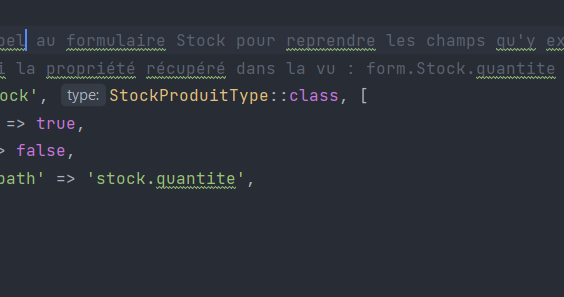 au formulaire Stock pour reprendre les champs qu'y ex
la propriété récupéré dans la vu : form.Stock.quantite
ock', type: StockProduitType::class, [
=> true,
> false,
path' => 'stock.quantite',